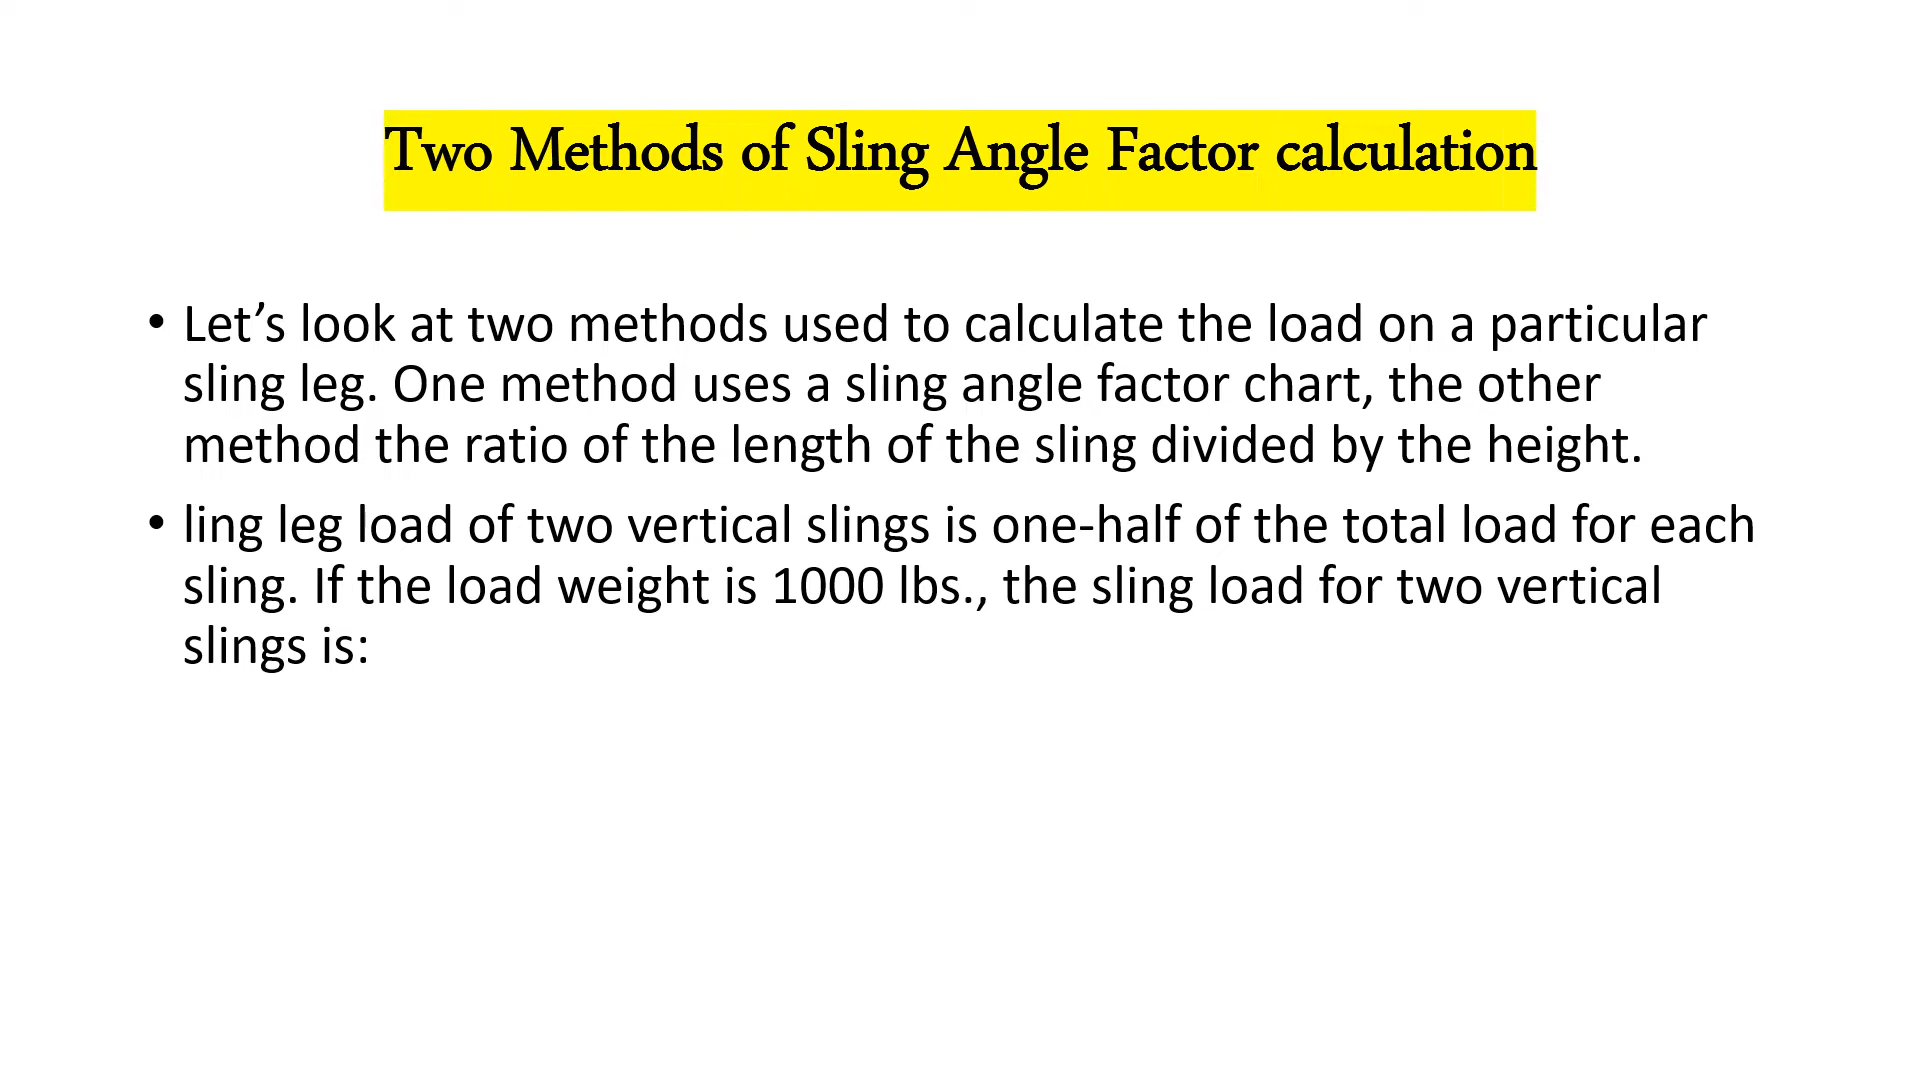 Two Methods of Sling Angle Factor calculation
• Let’s look at two methods used to calculate the load on a particular
sling leg. One method uses a sling angle factor chart, the other
method the ratio of the length of the sling divided by the height.
• ling leg load of two vertical slings is one-half of the total load for each
sling. If the load weight is 1000 lbs., the sling load for two vertical
slings is: